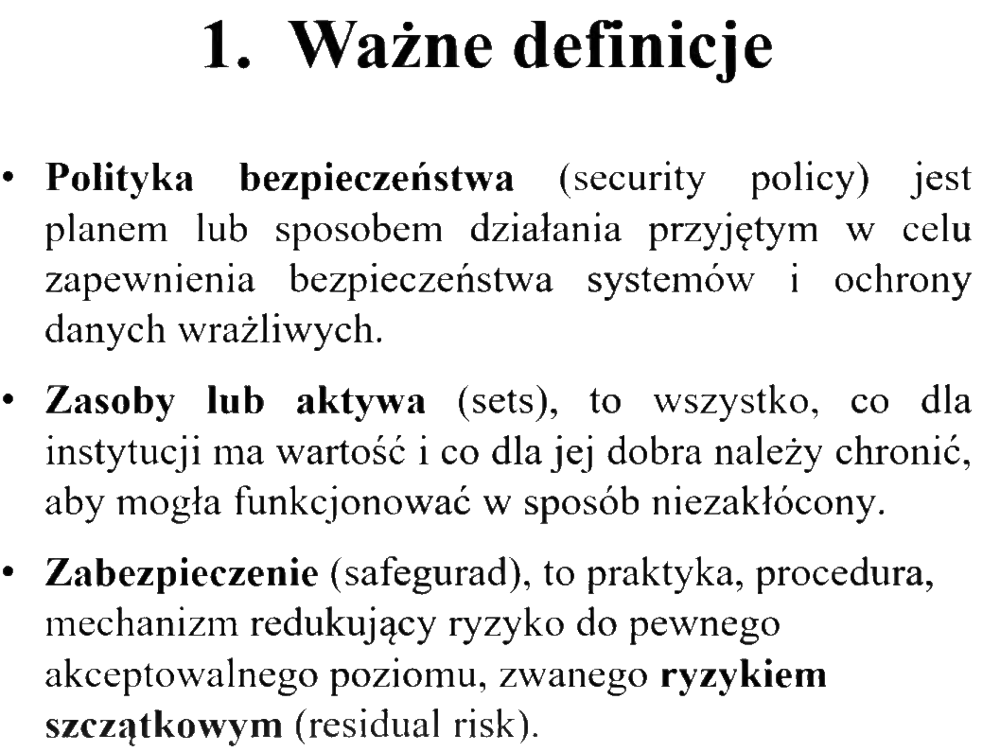 1. Ważne definicje
• Polityka bezpieczeństwa (security policy) jest
planem lub sposobem działania przyjętym w celu
zapewnienia bezpieczeństwa systemów i ochrony
danych wrażliwych.
• Zasoby lub aktywa (sets), to wszystko, co dla
instytucji ma wartość i co dla jej dobra należy chronić,
aby mogła funkcjonować w sposób niezakłócony.
• Zabezpieczenie (safegurad), to praktyka, procedura,
mechanizm redukujący ryzyko do pewnego
akceptowalnego poziomu, zwanego ryzykiem
szczątkowym (residual risk).